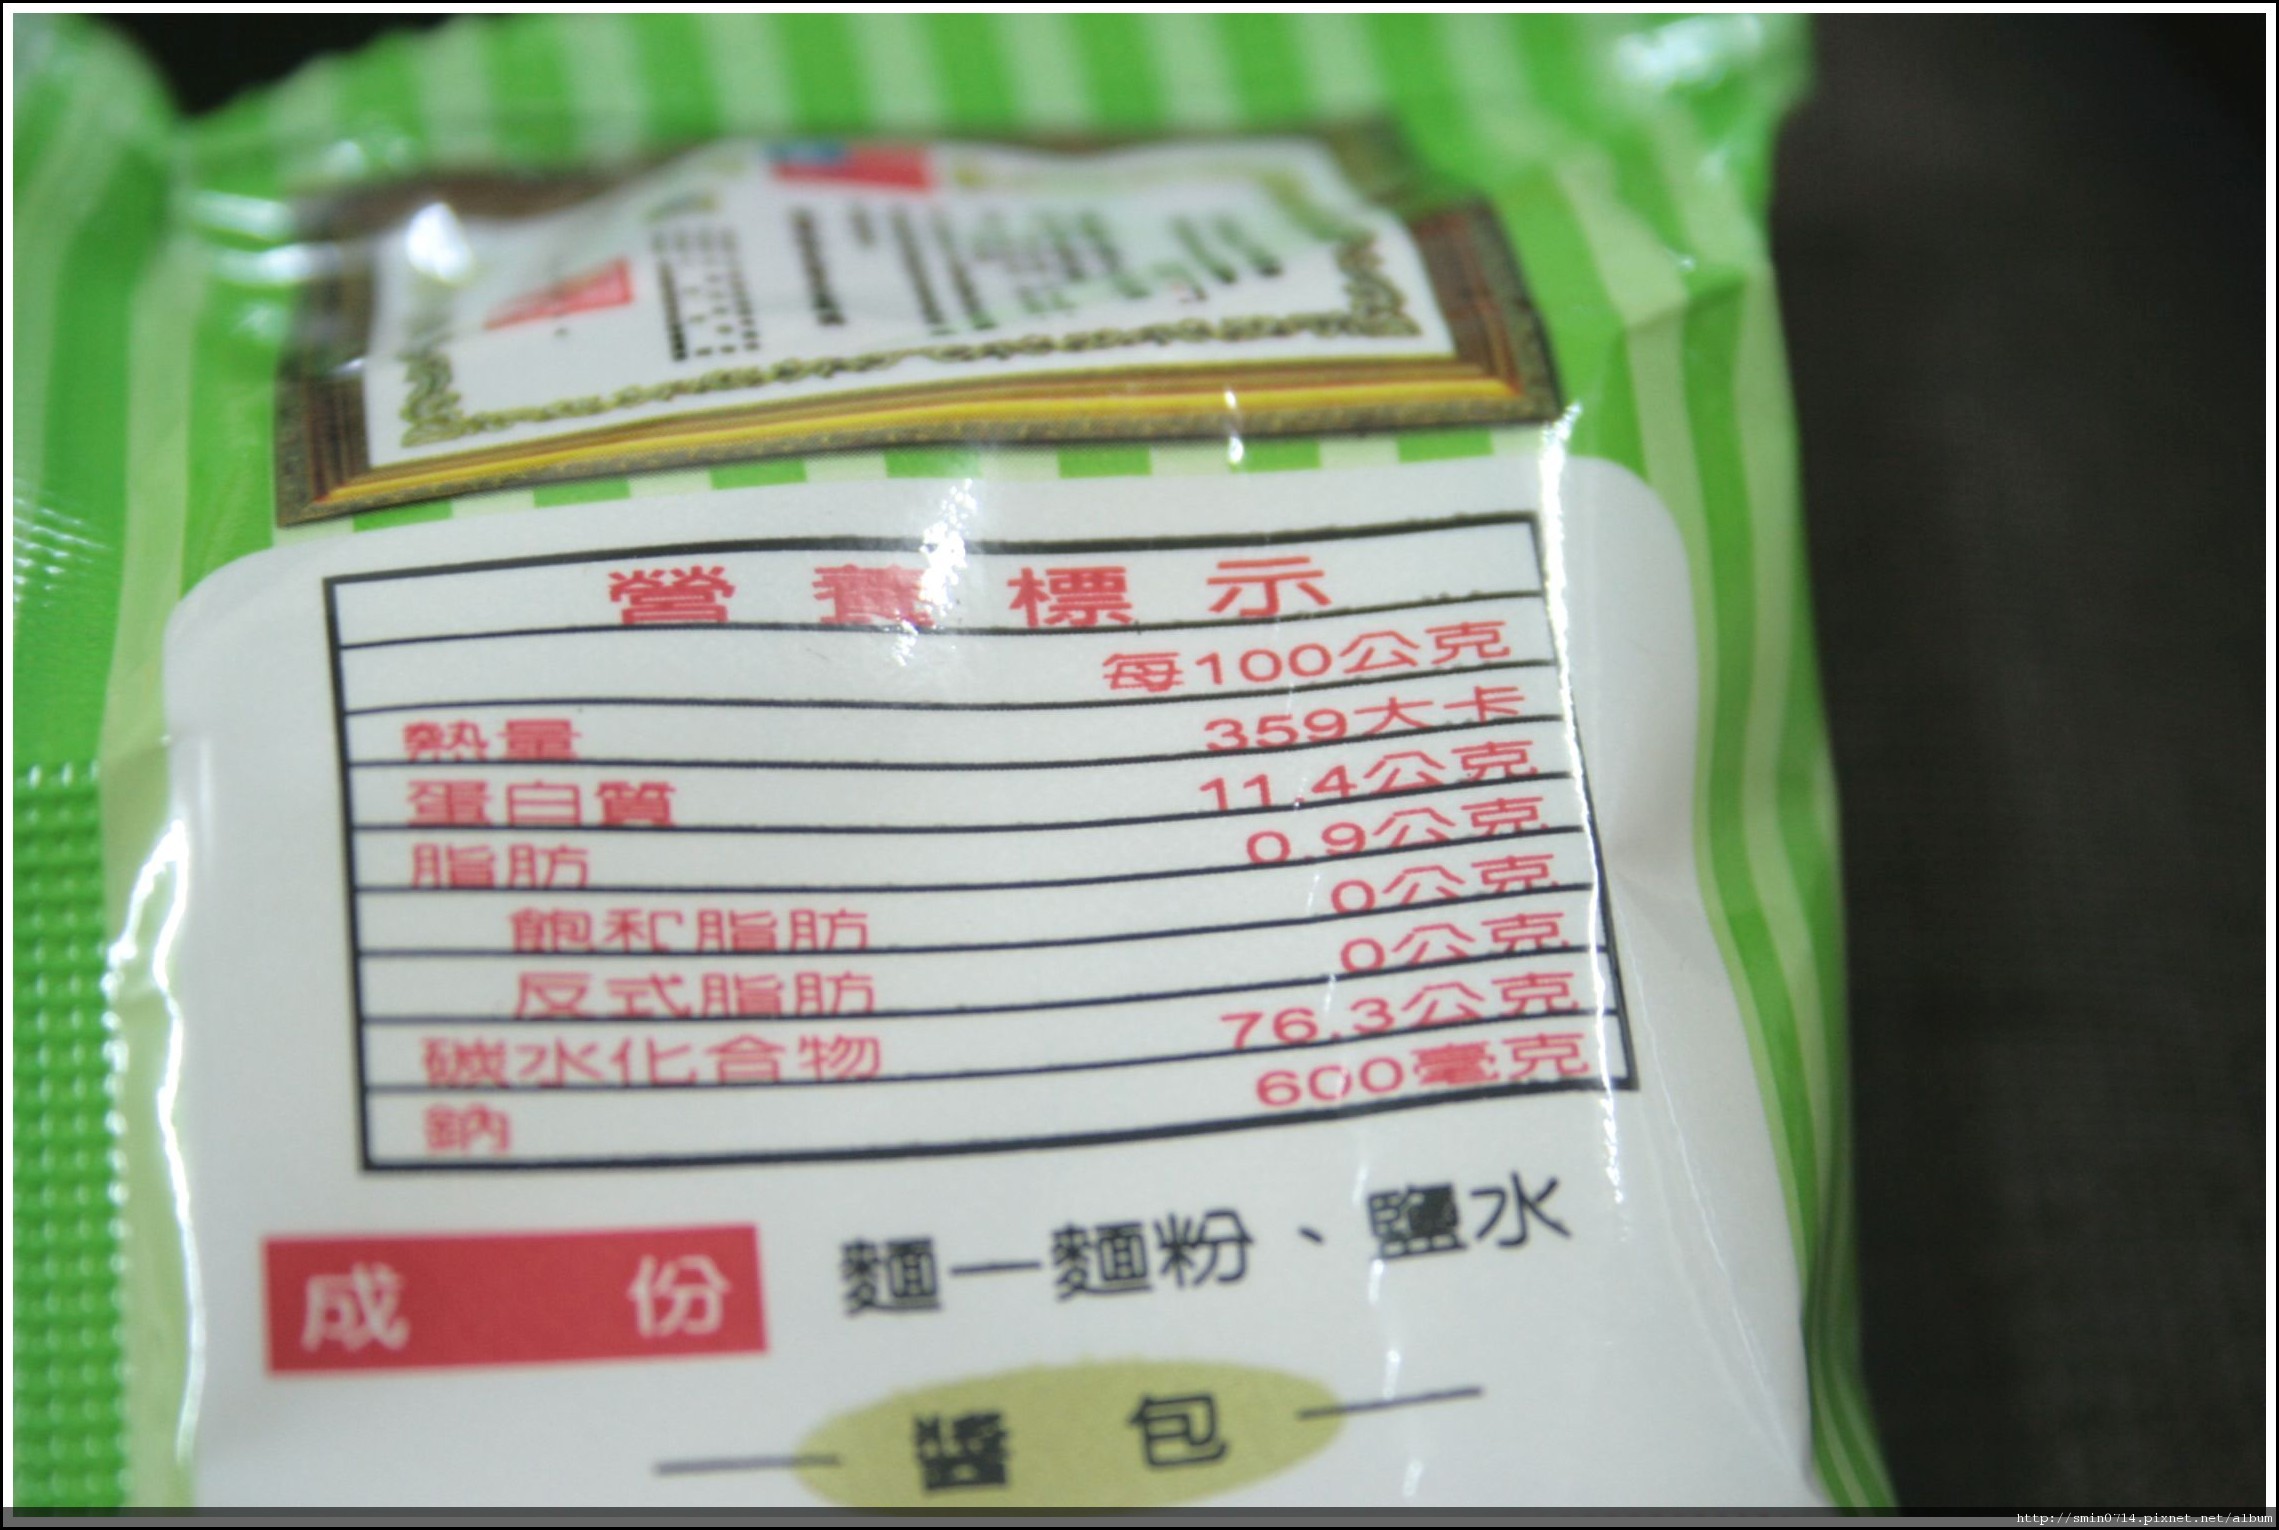 營養標示
每100公克
熱量 359大卡
蛋白質 11.4公克
脂肪 0.9公克
飽和脂肪 0公克
反式脂肪 0公克
碳水化合物 76.3公克
鈉 600毫克
成份 麵—麵粉、鹽水
醬包
http://smin0714.pixnet.net/album